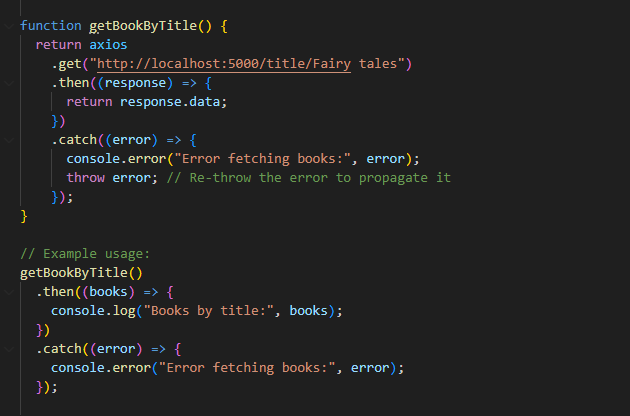 function getBookByTitle() {
  return axios
    .get("http://localhost:5000/title/Fairy tales")
    .then((response) => {
      return response.data;
    })
    .catch((error) => {
      console.error("Error fetching books:", error);
      throw error; // Re-throw the error to propagate it
    });
}

// Example usage:
getBookByTitle()
  .then((books) => {
    console.log("Books by title:", books);
  })
  .catch((error) => {
    console.error("Error fetching books:", error);
  });